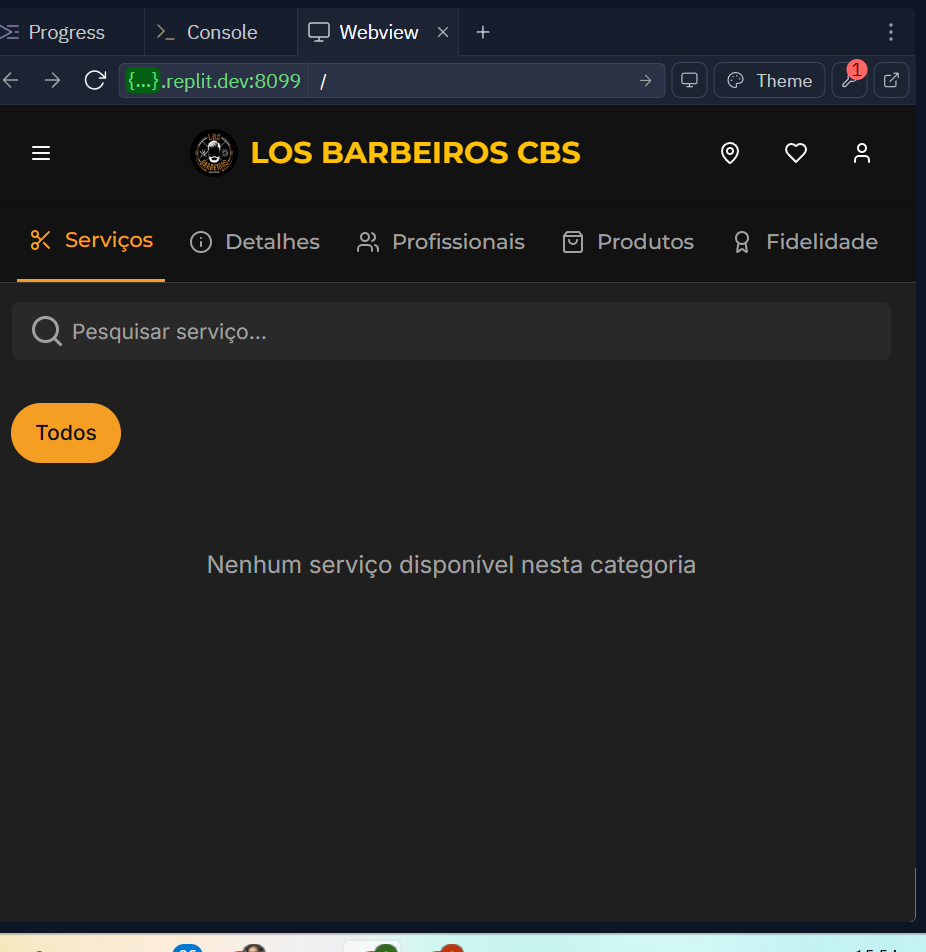 Progress
Console
Webview
{...}.replit.dev:8099 /
Theme
1
LOS BARBEIROS CBS
Serviços
Detalhes
Profissionais
Produtos
Fidelidade
Pesquisar serviço...
Todos
Nenhum serviço disponível nesta categoria